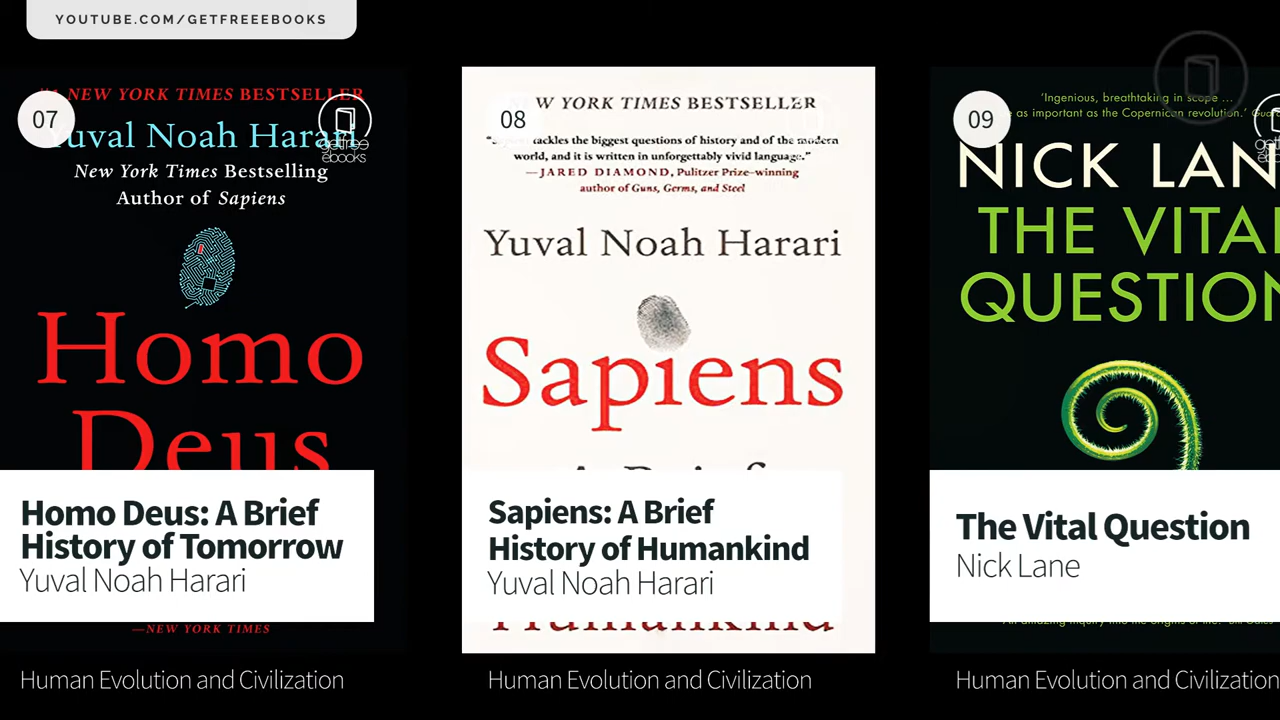 YOUTUBE.COM/GETFREEEBOOKS
07
NEW YORK TIMES BESTSELLER
Yuval Noah Harari
New York Times Bestselling
Author of Sapiens
getfree
ebooks
Homo
Deus
Homo Deus: A Brief
History of Tomorrow
Yuval Noah Harari
—NEW YORK TIMES
Human Evolution and Civilization
08
W YORK TIMES BESTSELLER
tackles the biggest questions of history and of the modern
world, and it is written in unforgettably vivid language.”
—JARED DIAMOND, Pulitzer Prize–winning
author of Guns, Germs, and Steel
Yuval Noah Harari
Sapiens
A Brief
Sapiens: A Brief
History of Humankind
Yuval Noah Harari
Humankind
Human Evolution and Civilization
09
‘Ingenious, breathtaking in scope ...
as important as the Copernican revolution.’
NICK LAN
THE VITA
QUESTION
The Vital Question
Nick Lane
Human Evolution and Civilization